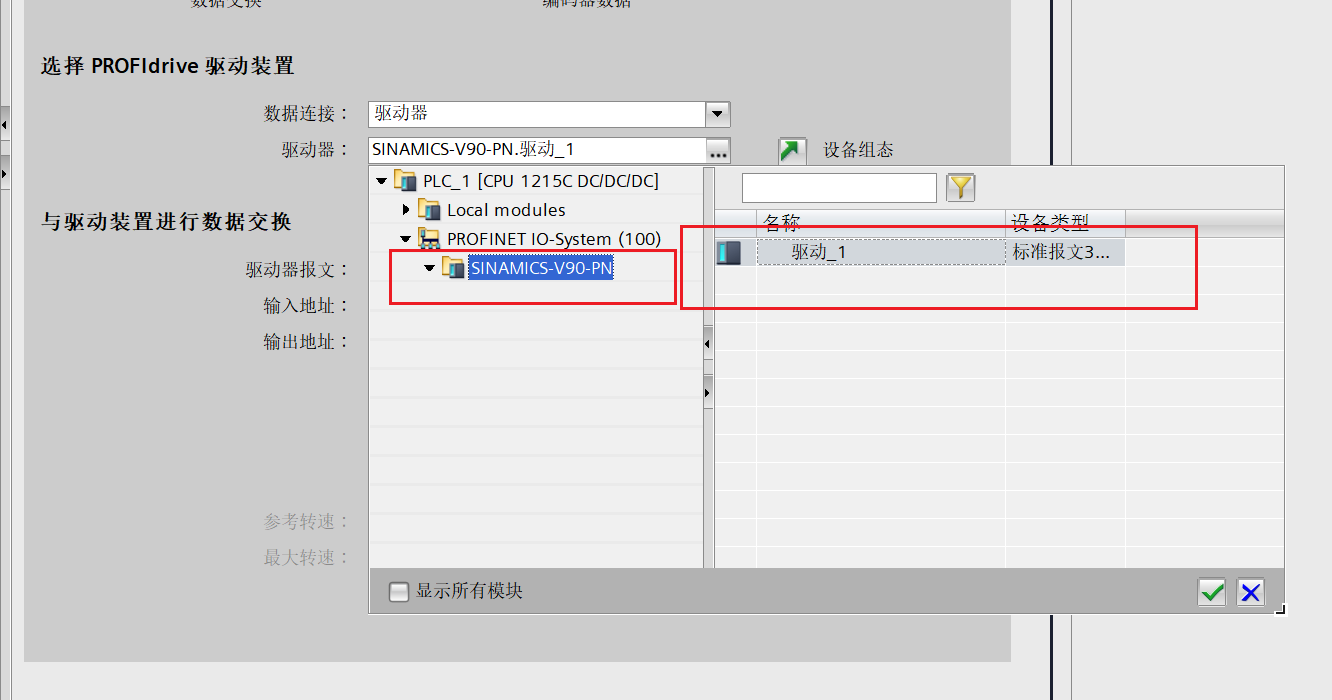 数据交换 编码器数据
选择 PROFIdrive 驱动装置
数据连接： 驱动器
驱动器： SINAMICS-V90-PN.驱动_1 ... 设备组态
PLC_1 [CPU 1215C DC/DC/DC]
Local modules
名称 设备类型
与驱动装置进行数据交换
PROFINET IO-System (100)
驱动_1 标准报文3...
驱动器报文： SINAMICS-V90-PN
输入地址：
输出地址：
参考转速：
最大转速：
显示所有模块